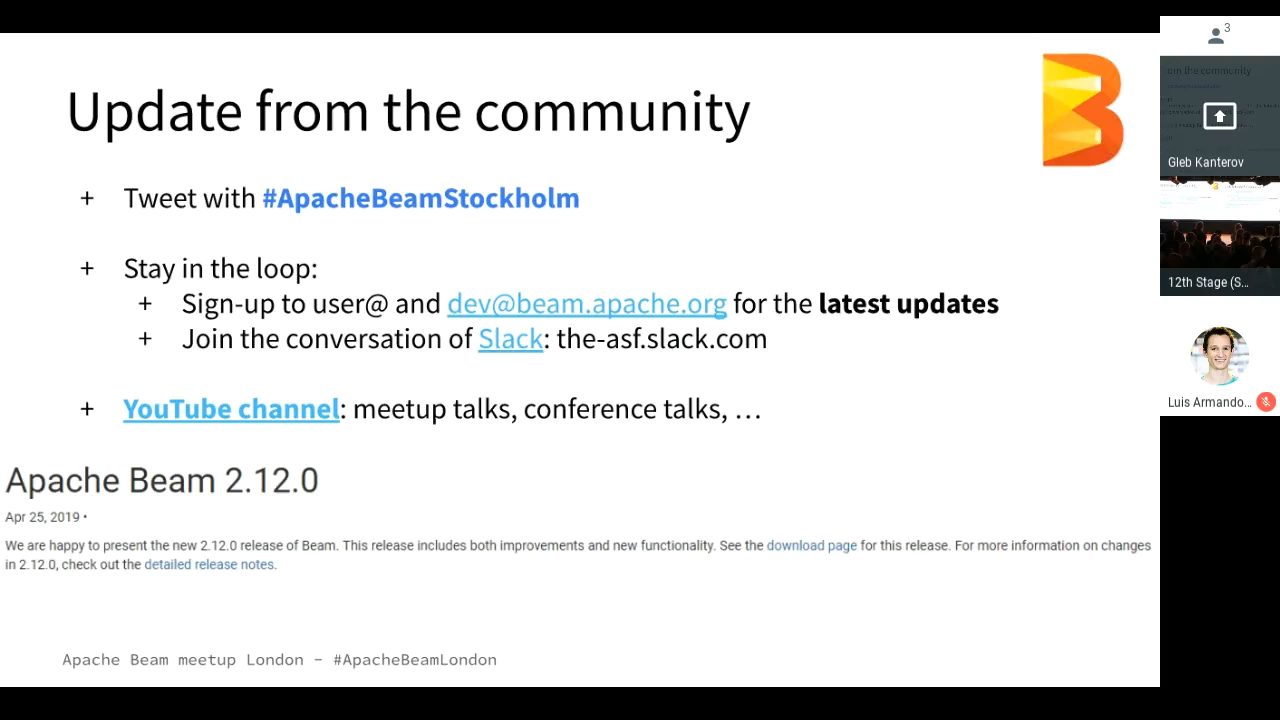 Update from the community
+ Tweet with #ApacheBeamStockholm
+ Stay in the loop:
+ Sign-up to user@ and dev@beam.apache.org for the latest updates
+ Join the conversation of Slack: the-asf.slack.com
+ YouTube channel: meetup talks, conference talks, …
Apache Beam 2.12.0
Apr 25, 2019 •
We are happy to present the new 2.12.0 release of Beam. This release includes both improvements and new functionality. See the download page for this release. For more information on changes
in 2.12.0, check out the detailed release notes.
Apache Beam meetup London – #ApacheBeamLondon
3
om the community
Gleb Kanterov
12th Stage (S...
Luis Armando...